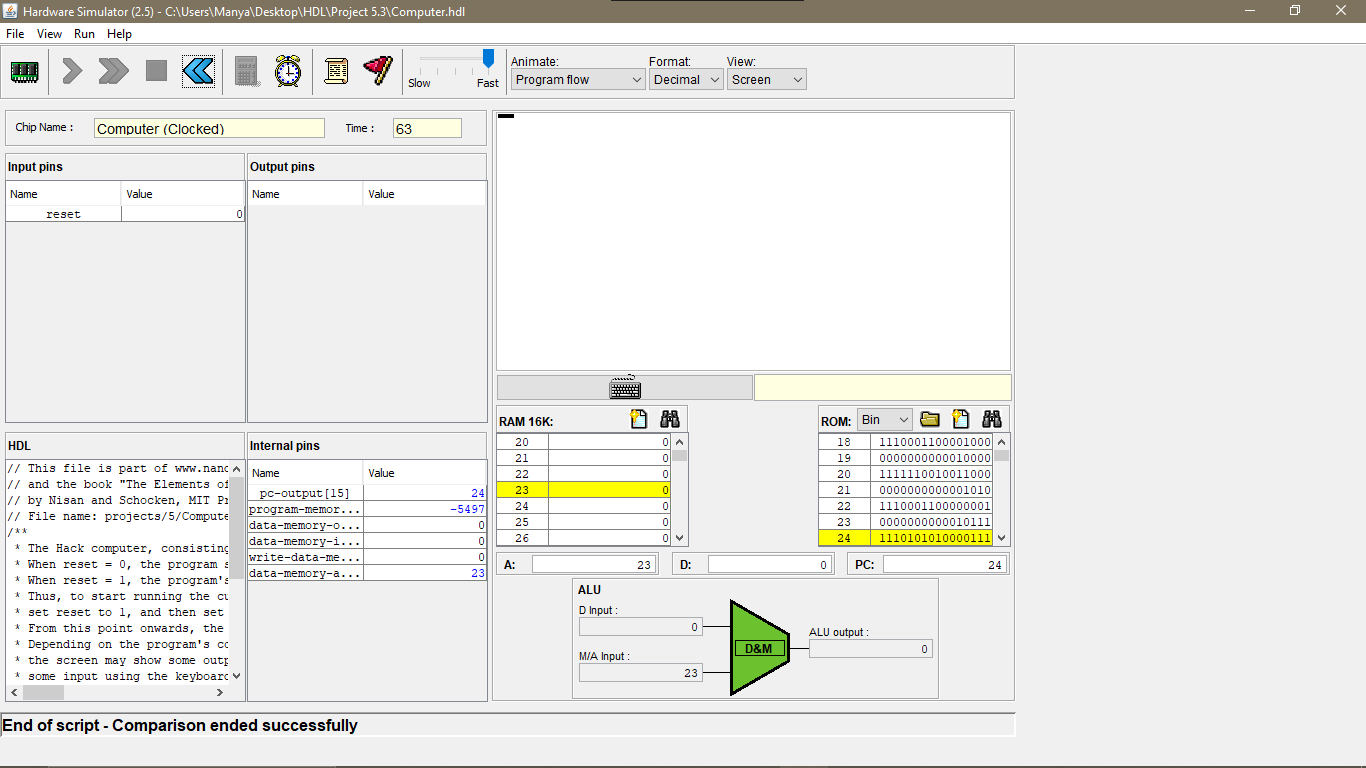 Hardware Simulator (2.5) - C:\Users\Manya\Desktop\HDL\Project 5.3\Computer.hdl
File View Run Help
Slow Fast
Animate: Format: View:
Program flow Decimal Screen
Chip Name : Computer (Clocked) Time : 63
Input pins
Name Value
reset 0
Output pins
Name Value
HDL
// This file is part of www.nanc
// and the book "The Elements of
// by Nisan and Schocken, MIT Pr
// File name: projects/5/Compute
/**
* The Hack computer, consisting
* When reset = 0, the program s
* When reset = 1, the program's
* Thus, to start running the cu
* set reset to 1, and then set
* From this point onwards, the
* Depending on the program's co
* the screen may show some outp
* some input using the keyboard
Internal pins
Name Value
pc-output[15] 24
program-memor... -5497
data-memory-o... 0
data-memory-i... 0
write-data-me... 0
data-memory-a... 23
RAM 16K:
20 0
21 0
22 0
23 0
24 0
25 0
26 0
ROM: Bin
18 1110001100001000
19 0000000000010000
20 1111110010011000
21 0000000000001010
22 1110001100000001
23 0000000000010111
24 1110101010000111
A: 23 D: 0 PC: 24
ALU
D Input :
0
M/A Input :
23
D&M
ALU output :
0
End of script - Comparison ended successfully